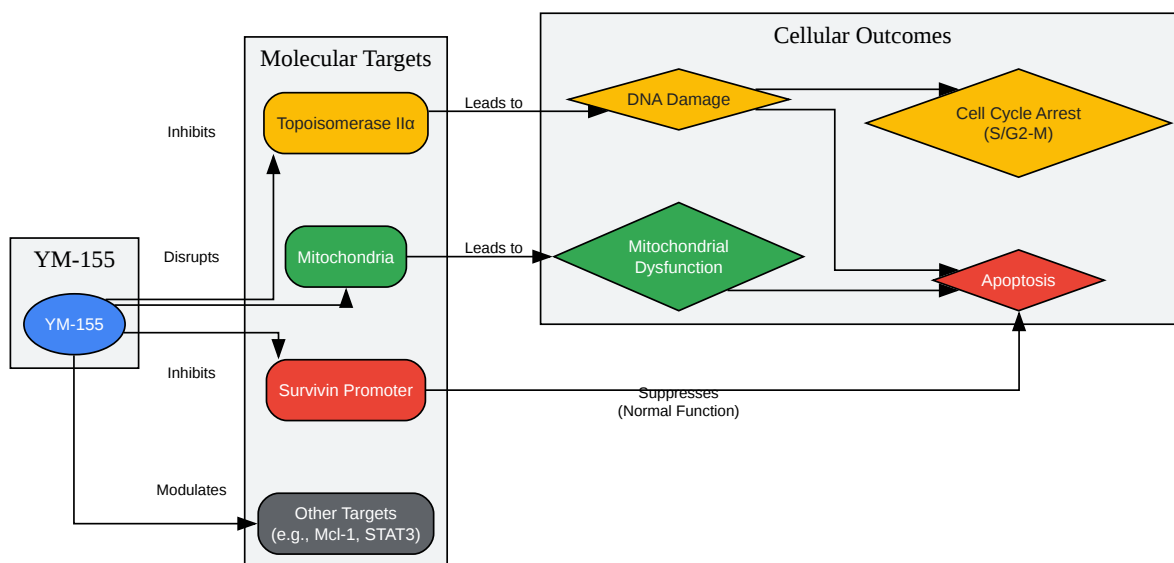 Cellular Outcomes
Molecular Targets
DNA Damage
Leads to
Cell Cycle Arrest
(S/G2-M)
Topoisomerase IIα
Inhibits
YM-155
Disrupts
Mitochondria
Leads to
Mitochondrial
Dysfunction
Apoptosis
YM-155
Inhibits
Survivin Promoter
Suppresses
(Normal Function)
Modulates
Other Targets
(e.g., Mcl-1, STAT3)